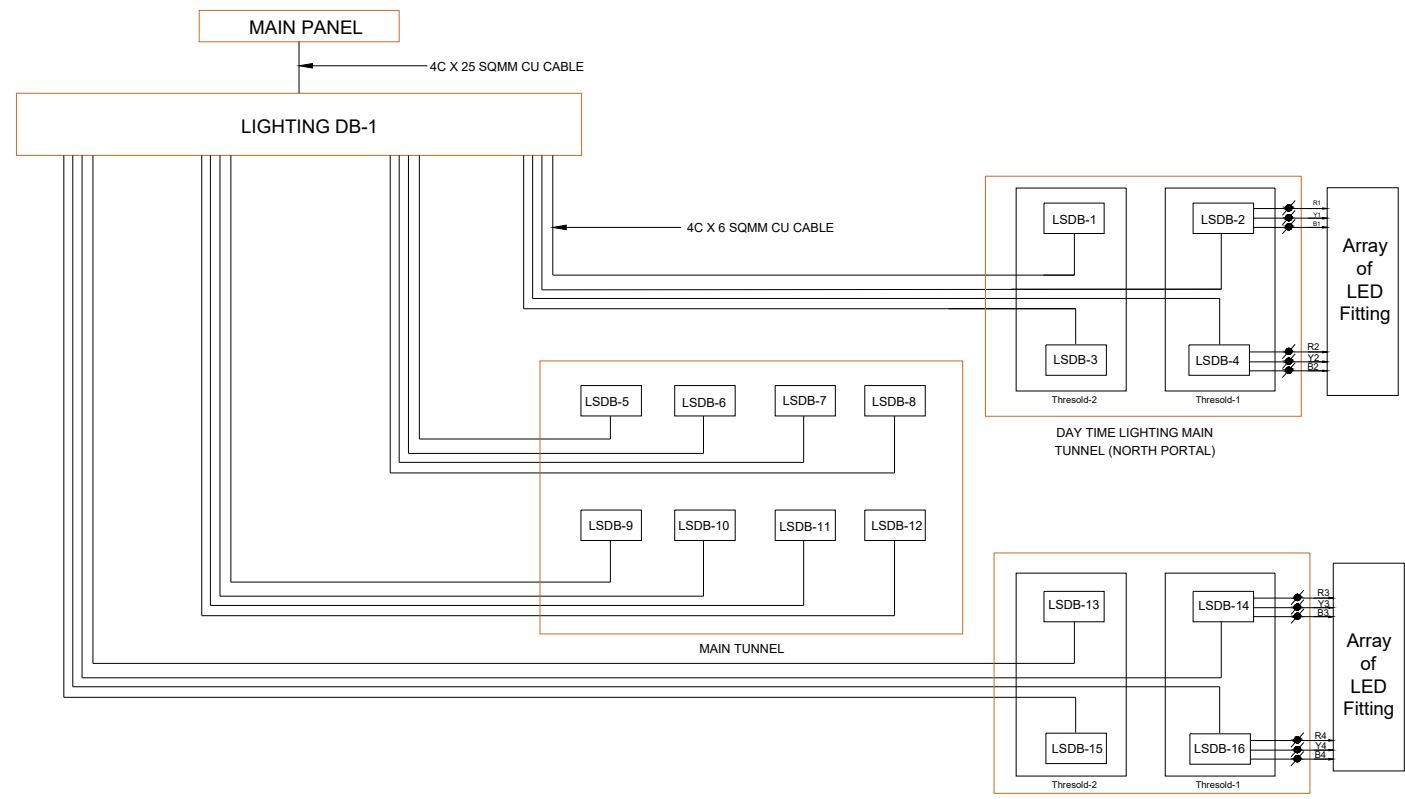 MAIN PANEL
4C X 25 SQMM CU CABLE
LIGHTING DB-1
4C X 6 SQMM CU CABLE
LSDB-1
LSDB-2
R1
Y1
B1
Array
of
LED
Fitting
LSDB-3
LSDB-4
R2
Y2
B2
Thresold-2
Thresold-1
DAY TIME LIGHTING MAIN
TUNNEL (NORTH PORTAL)
LSDB-5
LSDB-6
LSDB-7
LSDB-8
LSDB-9
LSDB-10
LSDB-11
LSDB-12
MAIN TUNNEL
LSDB-13
LSDB-14
R3
Y3
B3
Array
of
LED
Fitting
LSDB-15
LSDB-16
R4
Y4
B4
Thresold-2
Thresold-1